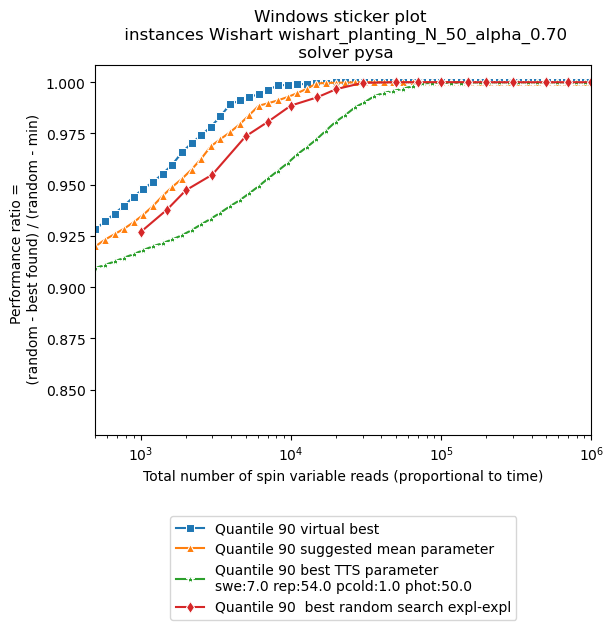 Windows sticker plot
instances Wishart wishart_planting_N_50_alpha_0.70
solver pysa
Performance ratio =
(random - best found) / (random - min)
1.000
0.975
0.950
0.925
0.900
0.875
0.850
10³
10⁴
10⁵
10⁶
Total number of spin variable reads (proportional to time)
Quantile 90 virtual best
Quantile 90 suggested mean parameter
Quantile 90 best TTS parameter
swe:7.0 rep:54.0 pcold:1.0 phot:50.0
Quantile 90  best random search expl-expl